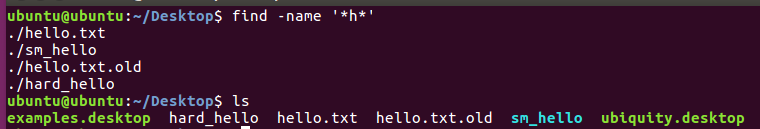 ubuntu@ubuntu:~/Desktop$ find -name '*h*'
./hello.txt
./sm_hello
./hello.txt.old
./hard_hello
ubuntu@ubuntu:~/Desktop$ ls
examples.desktop  hard_hello  hello.txt  hello.txt.old  sm_hello  ubiquity.desktop